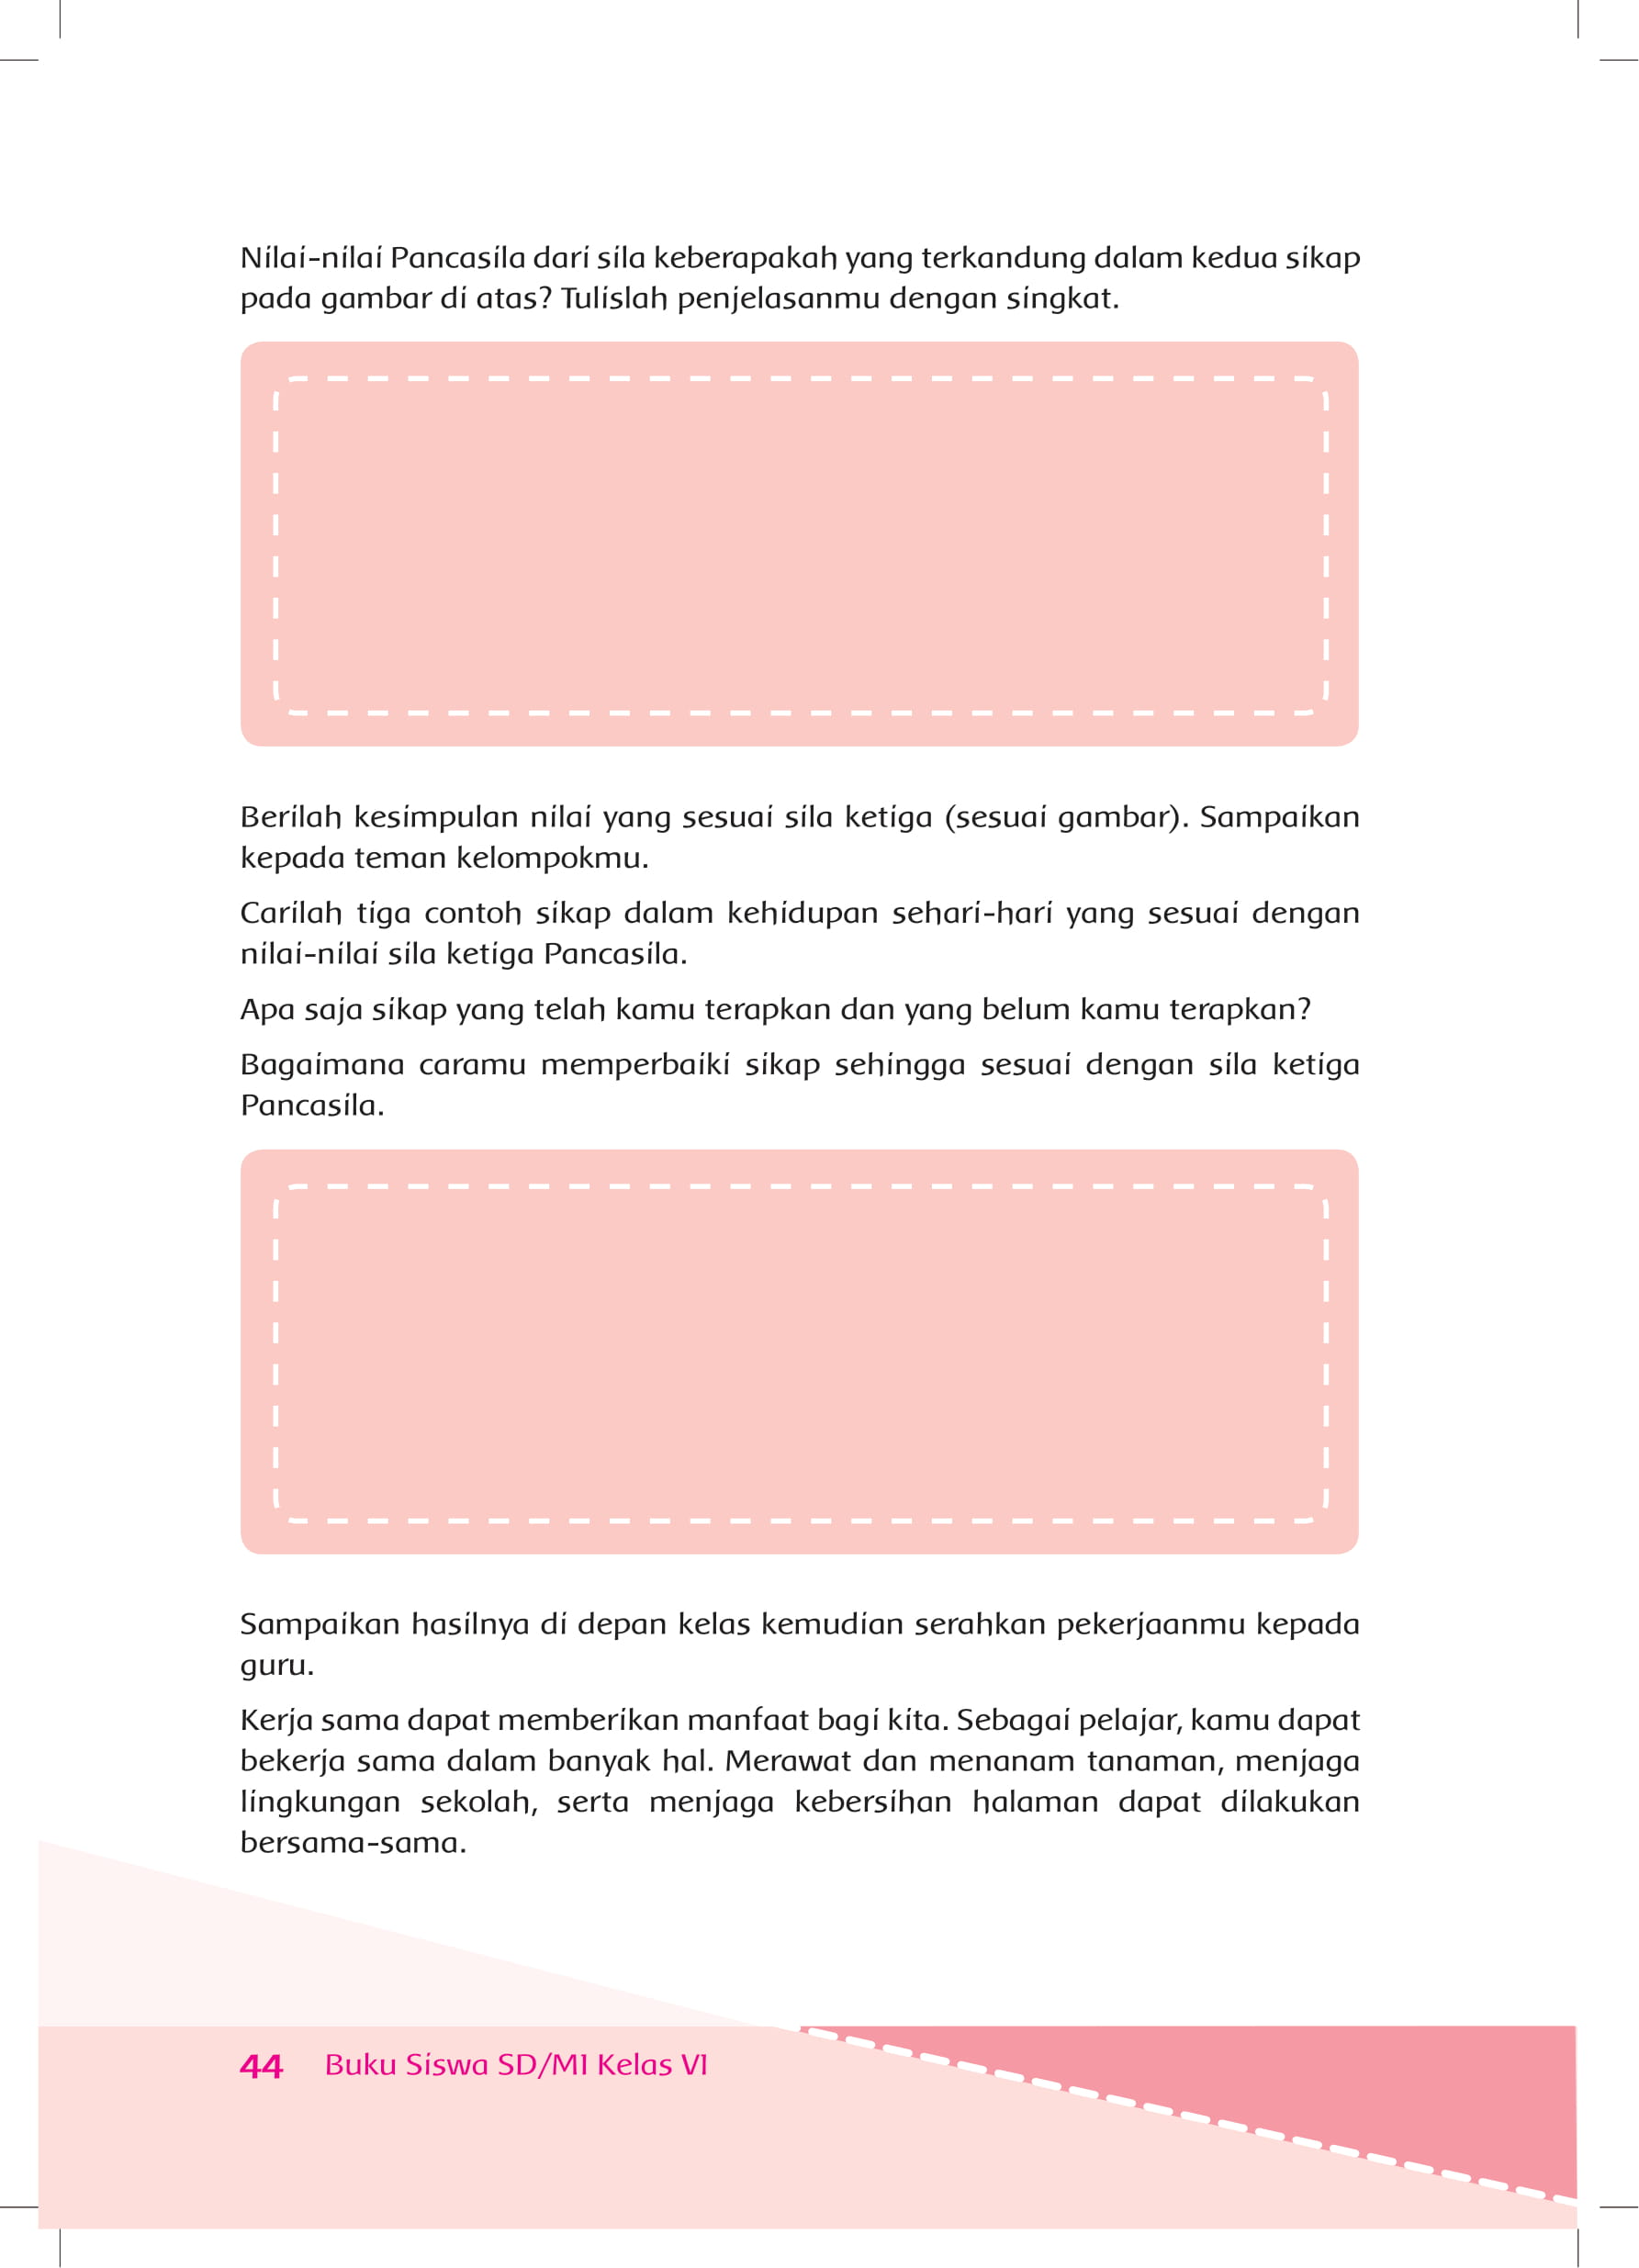 Nilai-nilai Pancasila dari sila keberapakah yang terkandung dalam kedua sikap
pada gambar di atas? Tulislah penjelasanmu dengan singkat.
Berilah kesimpulan nilai yang sesuai sila ketiga (sesuai gambar). Sampaikan
kepada teman kelompokmu.
Carilah tiga contoh sikap dalam kehidupan sehari-hari yang sesuai dengan
nilai-nilai sila ketiga Pancasila.
Apa saja sikap yang telah kamu terapkan dan yang belum kamu terapkan?
Bagaimana caramu memperbaiki sikap sehingga sesuai dengan sila ketiga
Pancasila.
Sampaikan hasilnya di depan kelas kemudian serahkan pekerjaanmu kepada
guru.
Kerja sama dapat memberikan manfaat bagi kita. Sebagai pelajar, kamu dapat
bekerja sama dalam banyak hal. Merawat dan menanam tanaman, menjaga
lingkungan sekolah, serta menjaga kebersihan halaman dapat dilakukan
bersama-sama.
44 Buku Siswa SD/MI Kelas VI